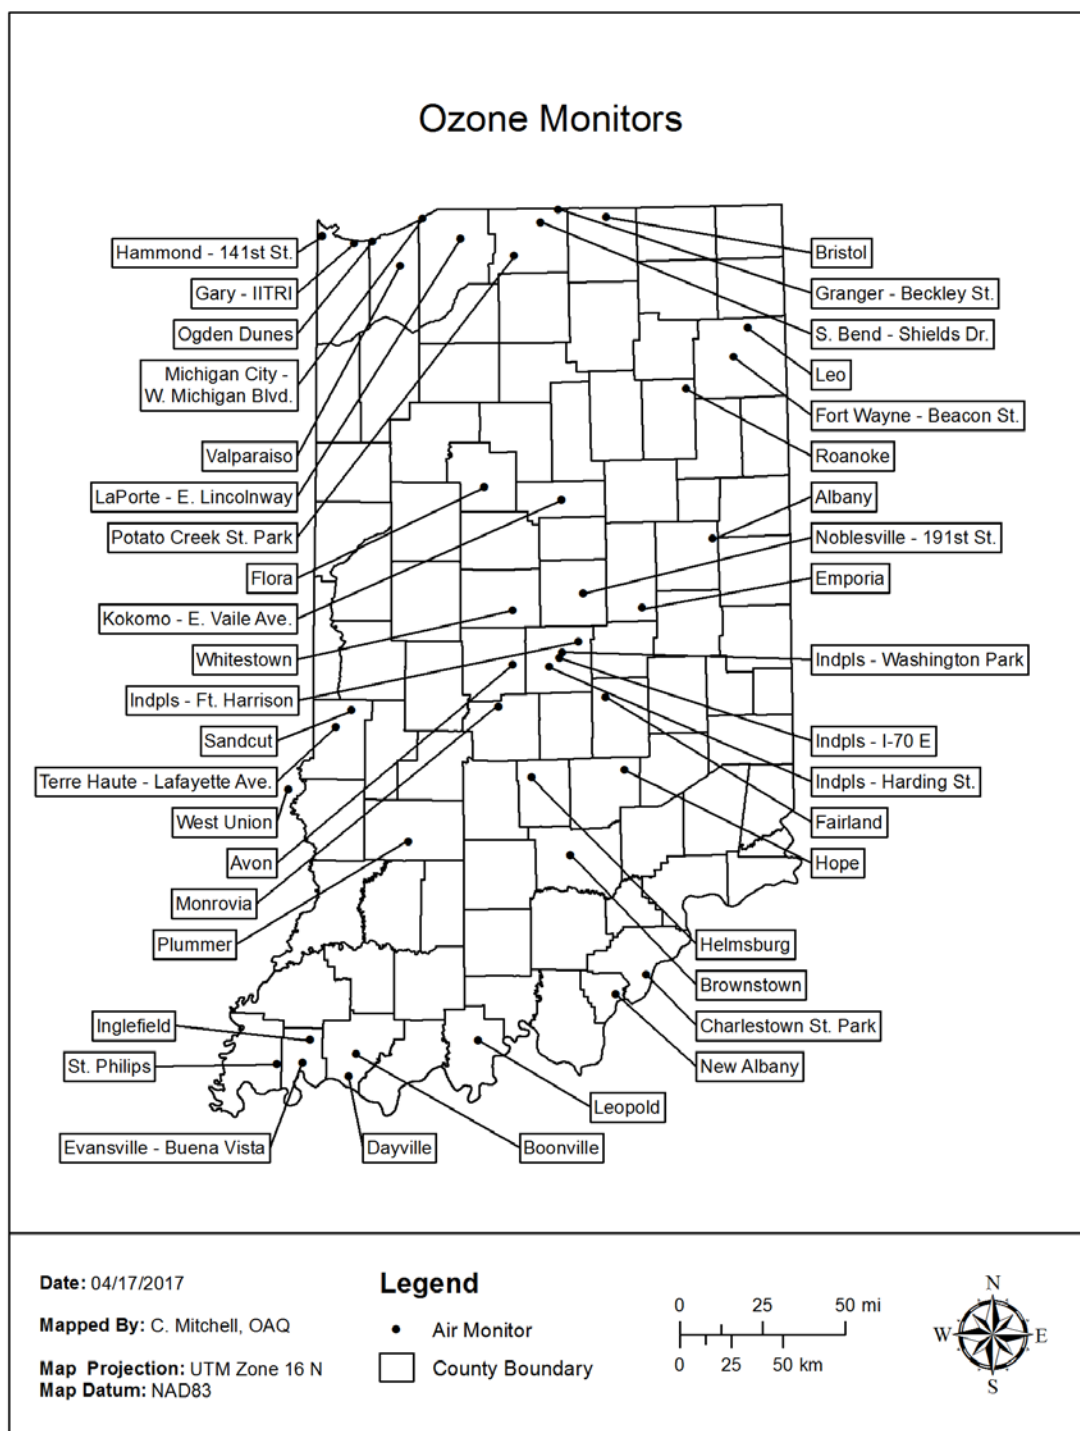 Ozone Monitors
Hammond - 141st St.
Gary - IITRI
Ogden Dunes
Michigan City -
W. Michigan Blvd.
Valparaiso
LaPorte - E. Lincolnway
Potato Creek St. Park
Flora
Kokomo - E. Vaile Ave.
Whitestown
Indpls - Ft. Harrison
Sandcut
Terre Haute - Lafayette Ave.
West Union
Avon
Monrovia
Plummer
Inglefield
St. Philips
Evansville - Buena Vista
Dayville
Boonville
Leopold
Bristol
Granger - Beckley St.
S. Bend - Shields Dr.
Leo
Fort Wayne - Beacon St.
Roanoke
Albany
Noblesville - 191st St.
Emporia
Indpls - Washington Park
Indpls - I-70 E
Indpls - Harding St.
Fairland
Hope
Helmsburg
Brownstown
Charlestown St. Park
New Albany
Date: 04/17/2017
Mapped By: C. Mitchell, OAQ
Map Projection: UTM Zone 16 N
Map Datum: NAD83
Legend
Air Monitor
County Boundary
0 25 50 mi
0 25 50 km
N
W E
S